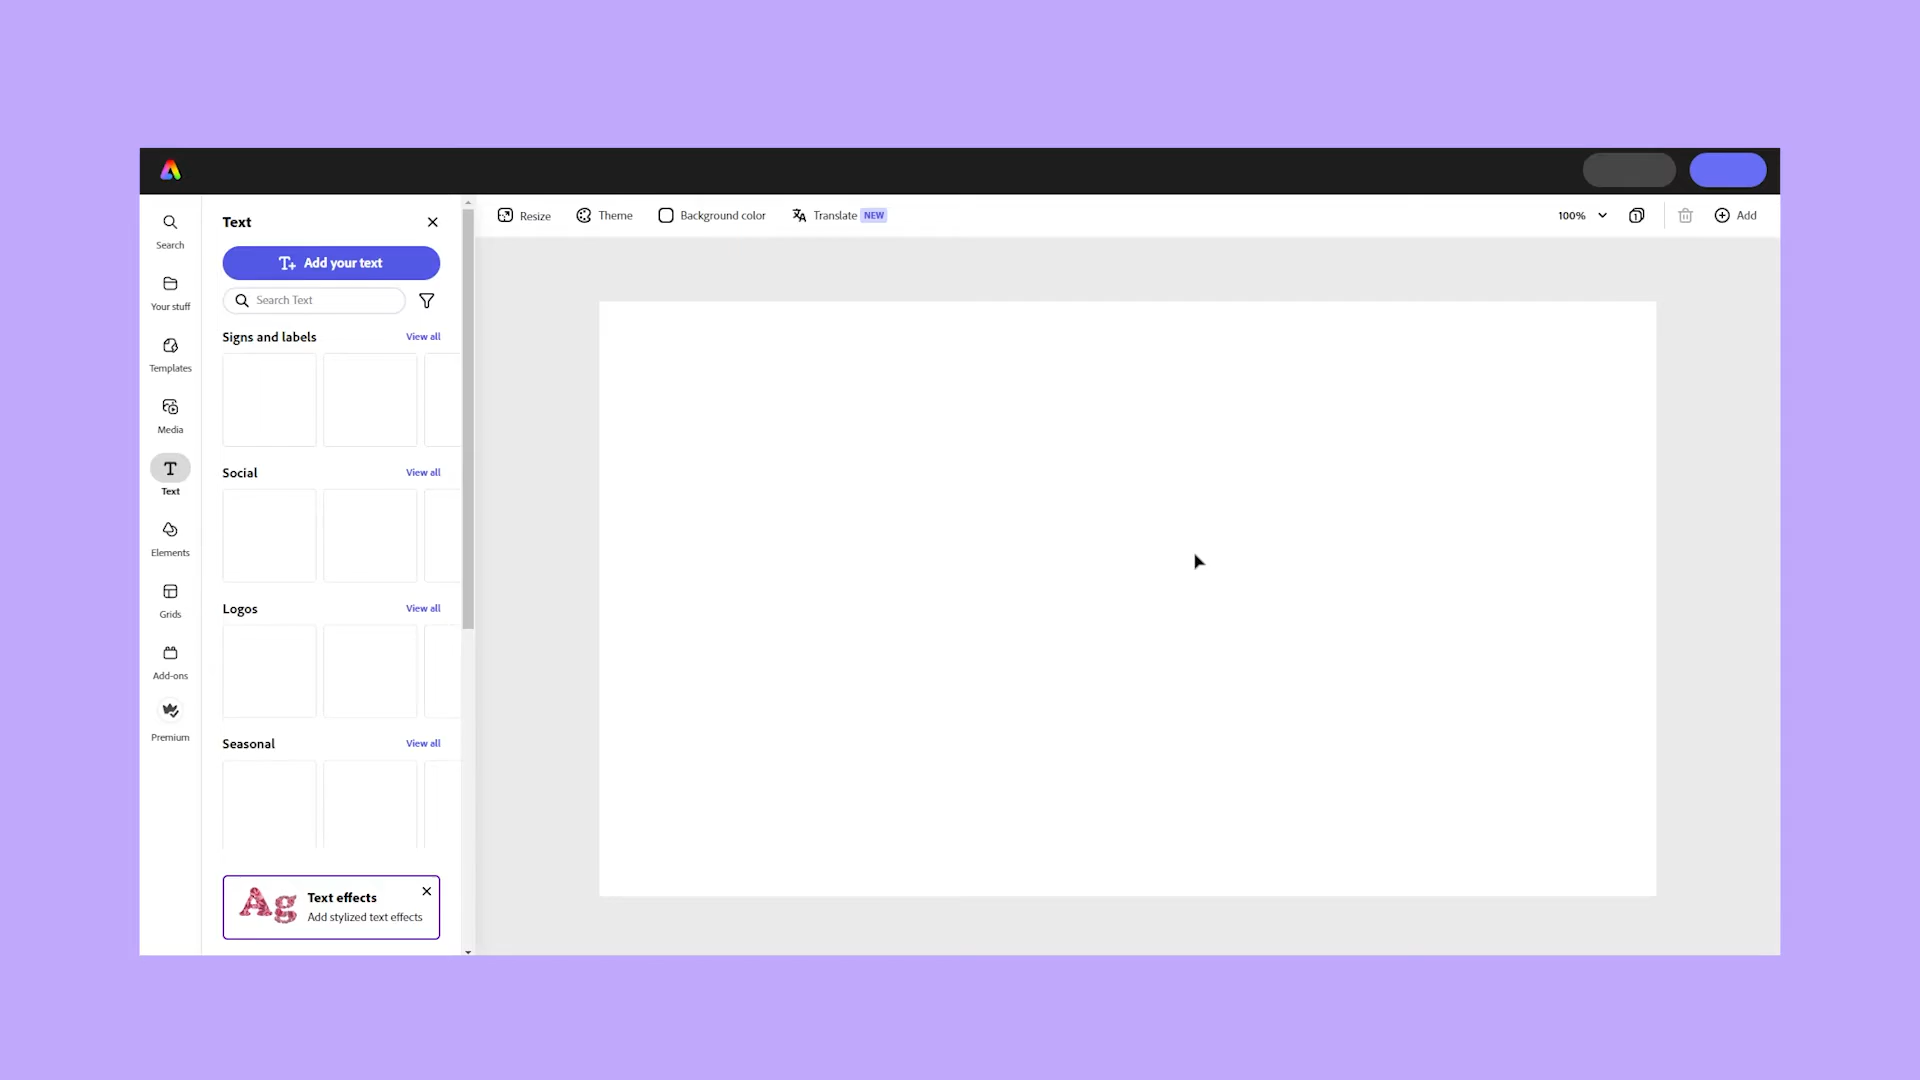 Search
Your stuff
Templates
Media
Text
Elements
Grids
Add-ons
Premium
Text
Add your text
Search Text
Signs and labels View all
Social View all
Logos View all
Seasonal View all
Ag
Text effects
Add stylized text effects
Resize Theme Background color Translate NEW
100% 1 Add